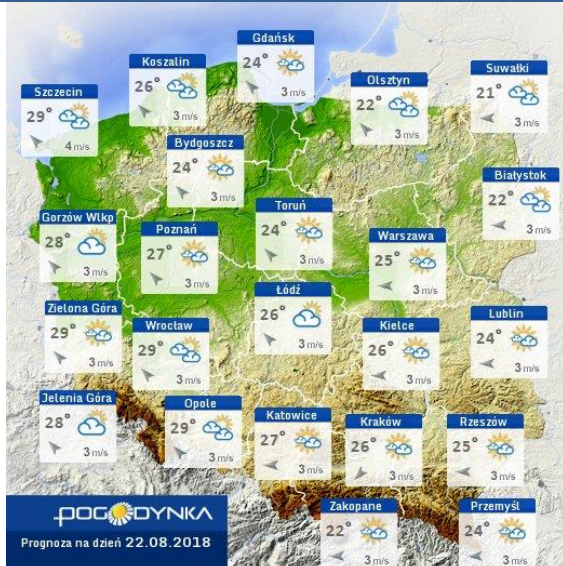 Gdańsk
24°
3 m/s
Koszalin
26°
3 m/s
Szczecin
29°
4 m/s
Olsztyn
22°
3 m/s
Suwałki
21°
3 m/s
Bydgoszcz
24°
3 m/s
Białystok
22°
3 m/s
Gorzów Wlkp
28°
3 m/s
Poznań
27°
3 m/s
Toruń
24°
3 m/s
Warszawa
25°
3 m/s
Zielona Góra
29°
3 m/s
Wrocław
29°
3 m/s
Łódź
26°
3 m/s
Kielce
26°
3 m/s
Lublin
24°
3 m/s
Jelenia Góra
28°
3 m/s
Opole
29°
3 m/s
Katowice
27°
3 m/s
Kraków
26°
3 m/s
Rzeszów
25°
3 m/s
Zakopane
22°
3 m/s
Przemyśl
24°
3 m/s
POGODYNKA
Prognoza na dzień 22.08.2018